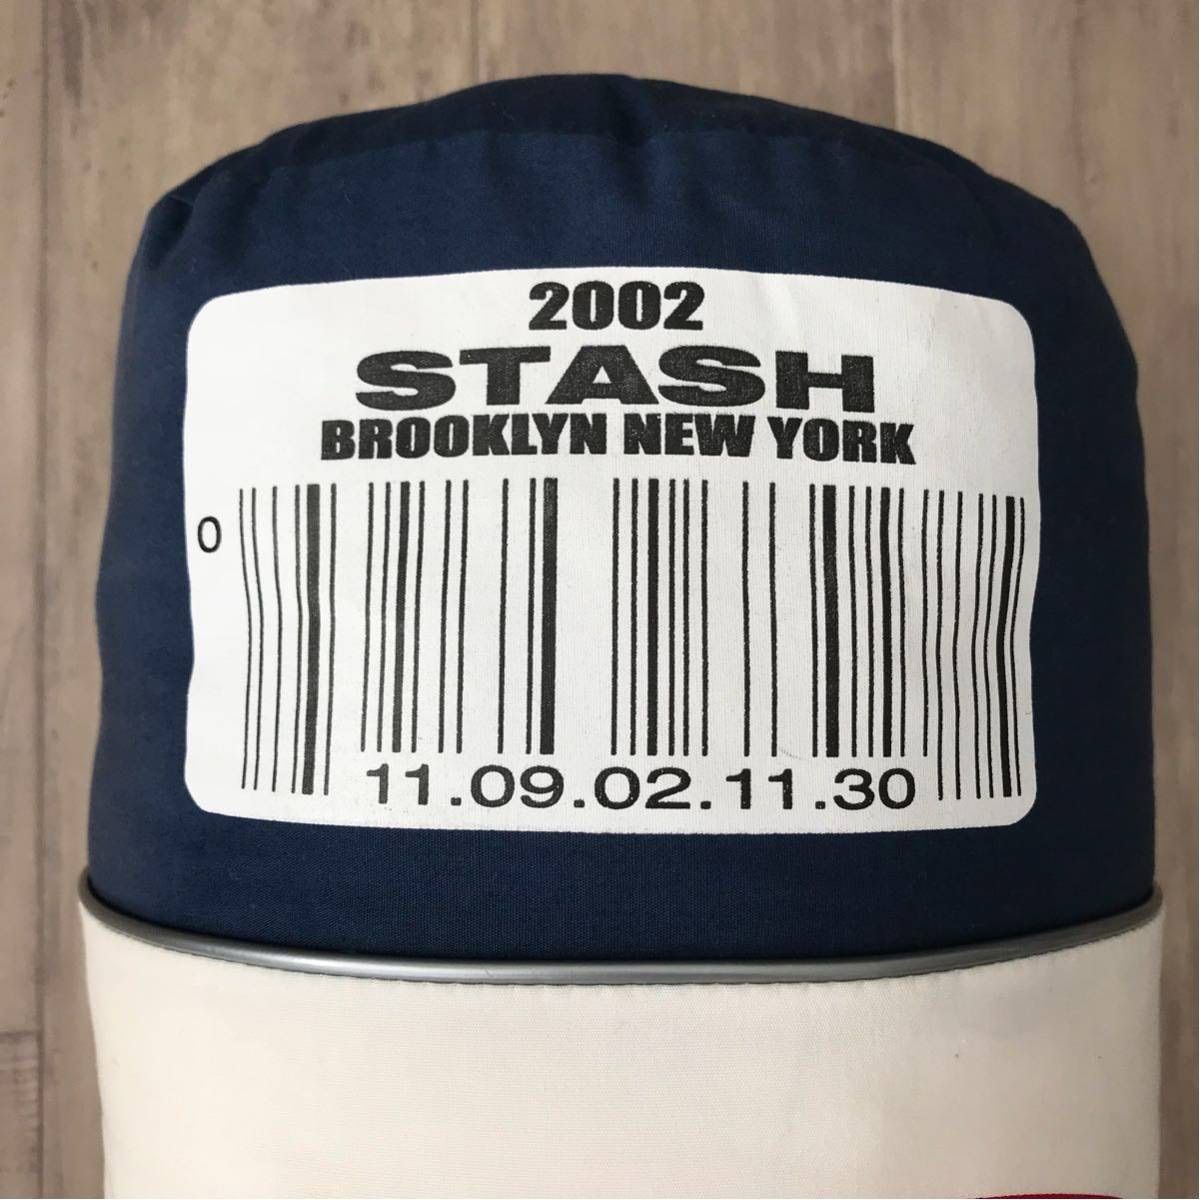 2002
STASH
BROOKLYN NEW YORK
0
11.09.02.11.30